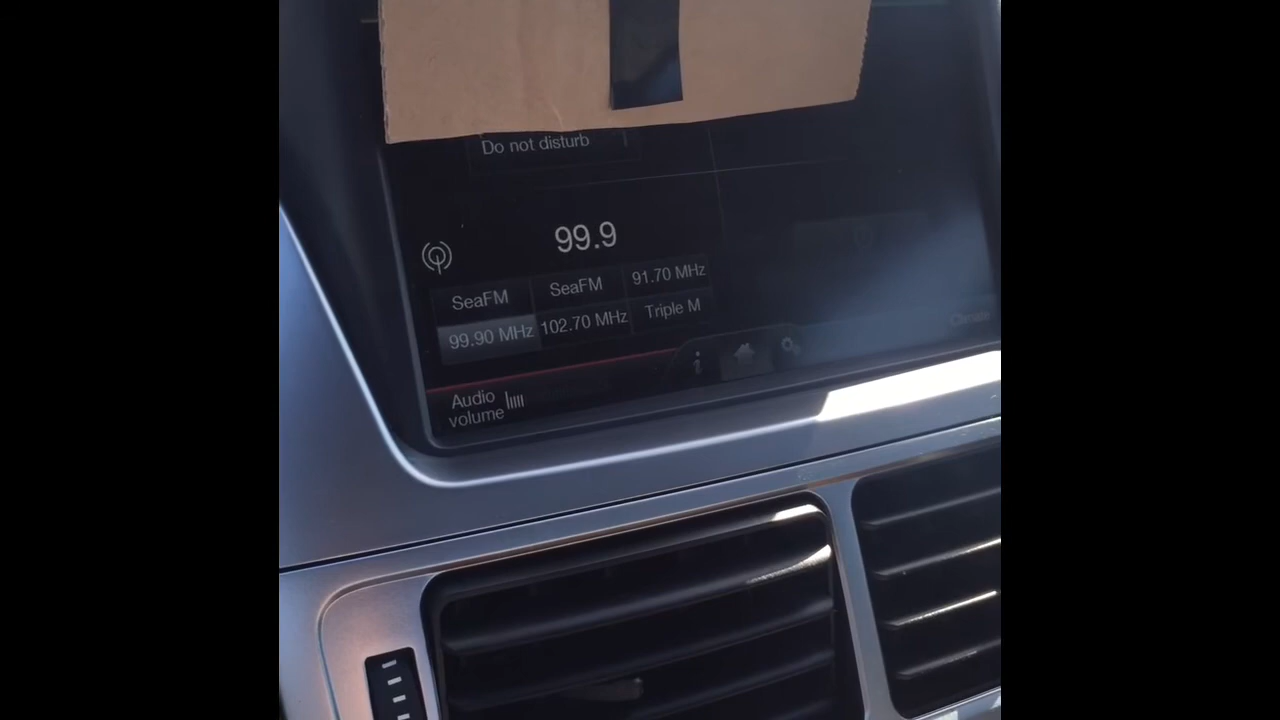 Do not disturb
99.9
SeaFM SeaFM 91.70 MHz
99.90 MHz 102.70 MHz Triple M
i
Audio
volume
Climate